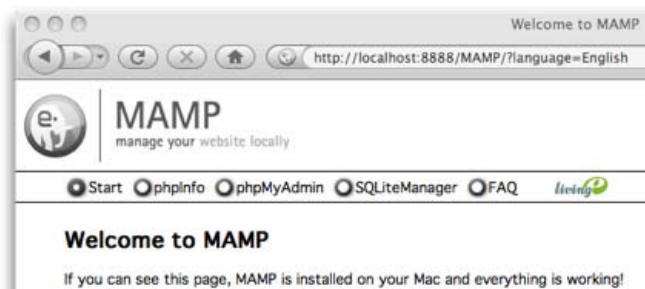 Welcome to MAMP
http://localhost:8888/MAMP/?language=English
e.
MAMP
manage your website locally
Start phpInfo phpMyAdmin SQLiteManager FAQ living e
Welcome to MAMP
If you can see this page, MAMP is installed on your Mac and everything is working!